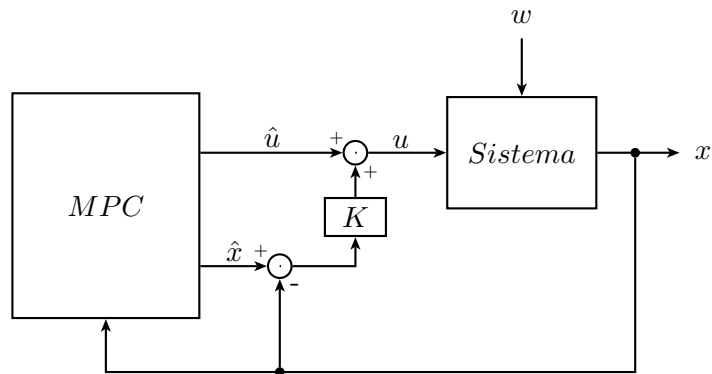 w
û
+
u
Sistema
x
+
MPC
K
x̂
+
-